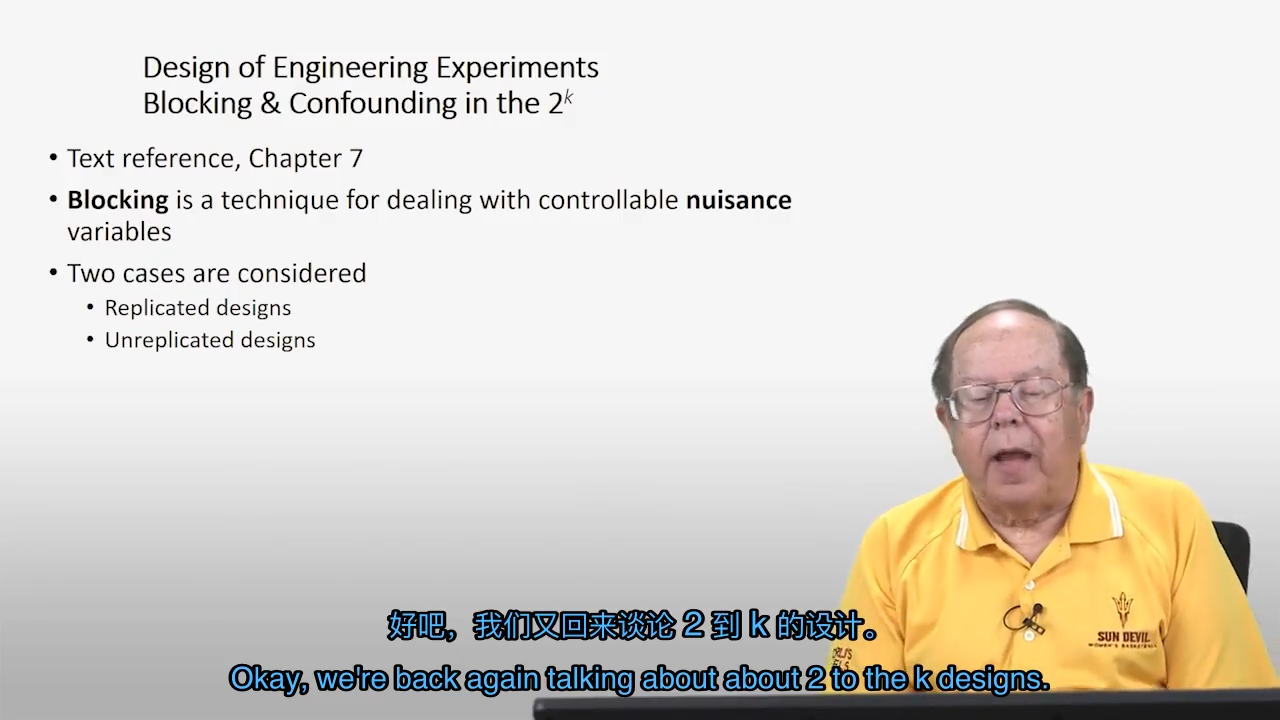 Design of Engineering Experiments
Blocking & Confounding in the 2^k
• Text reference, Chapter 7
• Blocking is a technique for dealing with controllable nuisance
variables
• Two cases are considered
• Replicated designs
• Unreplicated designs
SUN DEVIL
WOMEN'S BASKETBALL
好吧，我们又回来谈论 2 到 k 的设计。
Okay, we're back again talking about about 2 to the k designs.